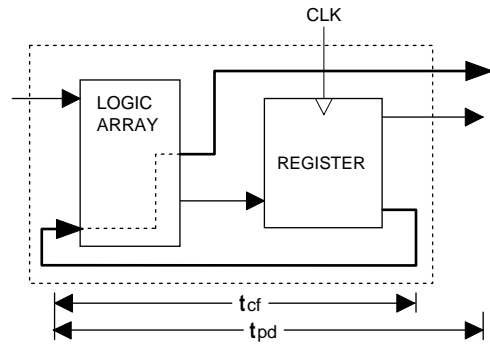 CLK
LOGIC
ARRAY
REGISTER
tcf
tpd